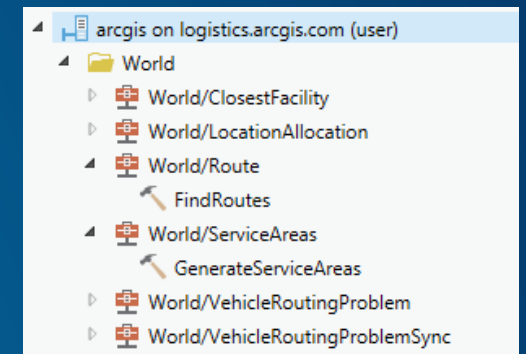 arcgis on logistics.arcgis.com (user)
World
World/ClosestFacility
World/LocationAllocation
World/Route
FindRoutes
World/ServiceAreas
GenerateServiceAreas
World/VehicleRoutingProblem
World/VehicleRoutingProblemSync